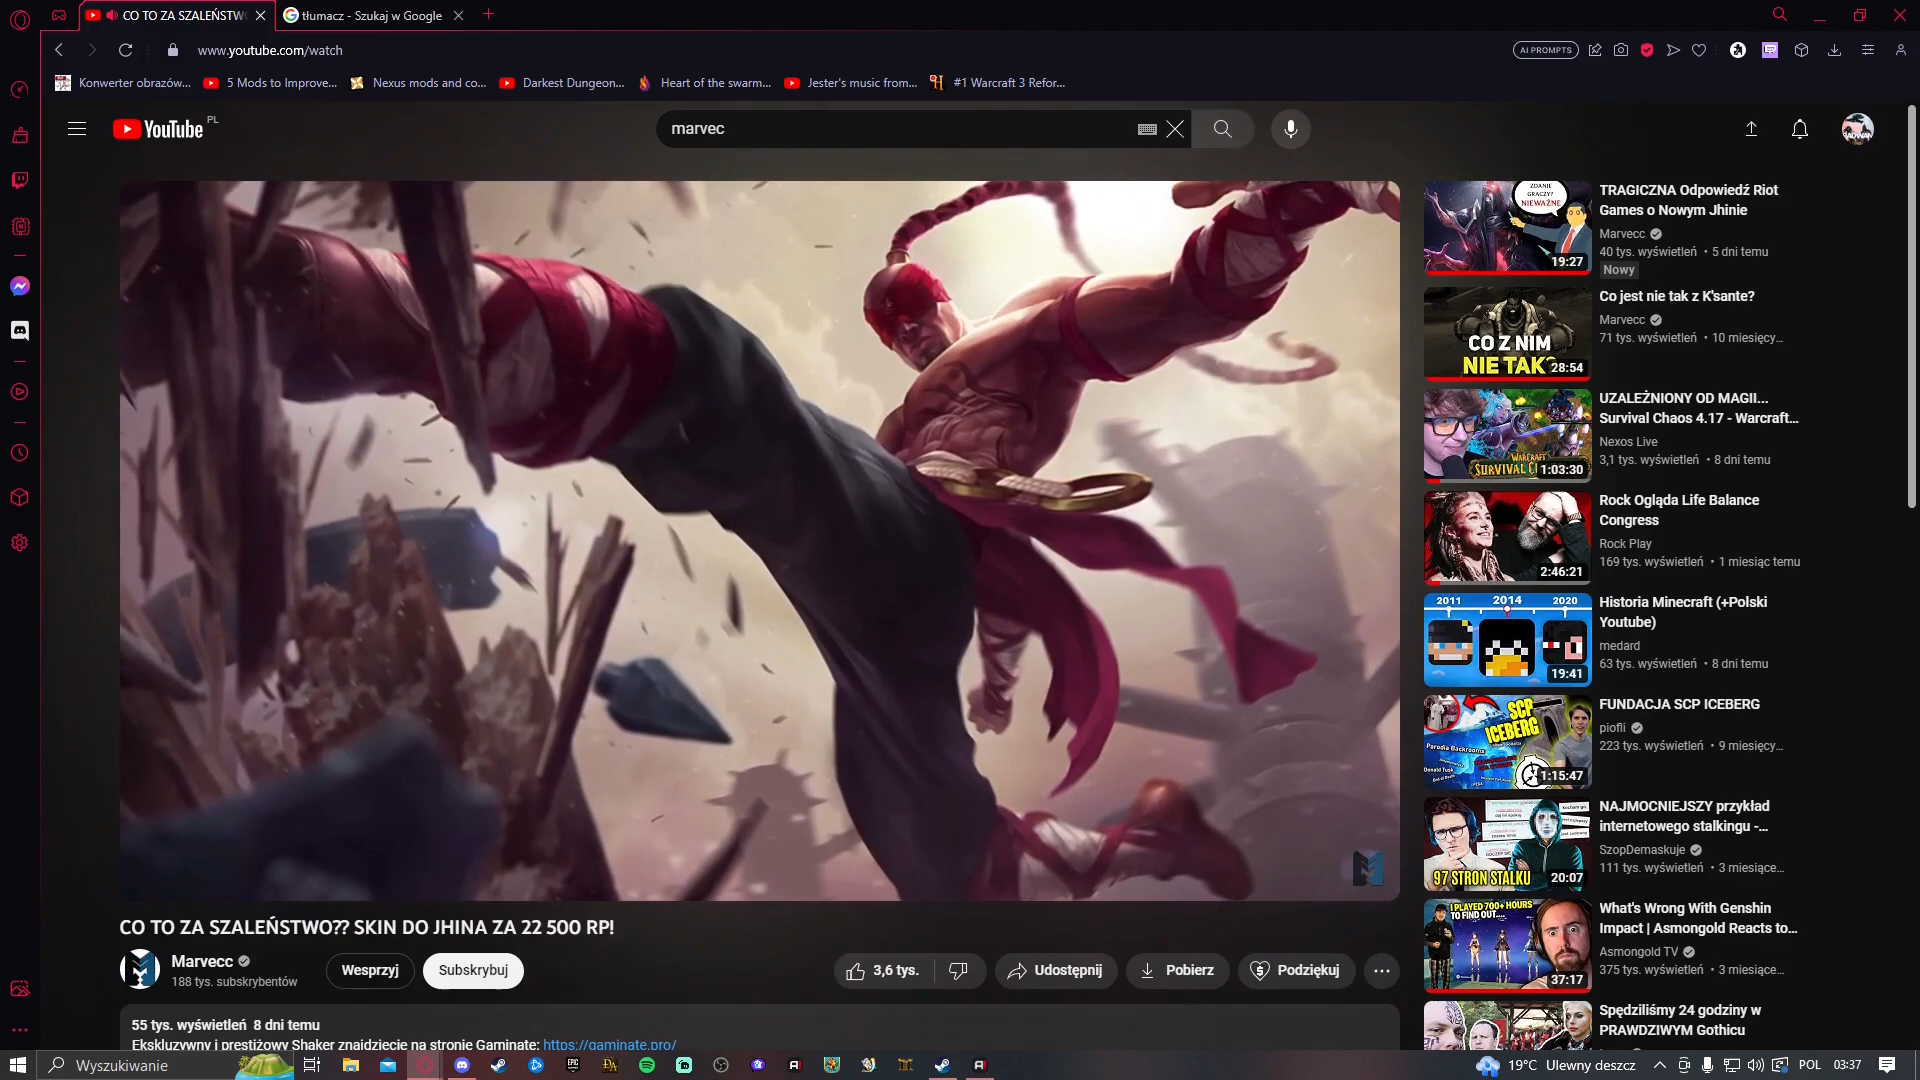 CO TO ZA SZALEŃSTW
tłumacz - Szukaj w Google
www.youtube.com/watch
AI PROMPTS
Konwerter obrazów...
5 Mods to Improve...
Nexus mods and co...
Darkest Dungeon...
Heart of the swarm...
Jester's music from...
#1 Warcraft 3 Refor...
YouTube PL
marvec
ZDANIE
GRACZY?
NIEWAŻNE
19:27
TRAGICZNA Odpowiedź Riot
Games o Nowym Jhinie
Marvecc
40 tys. wyświetleń • 5 dni temu
Nowy
CO Z NIM
NIE TAK?
28:54
Co jest nie tak z K'sante?
Marvecc
71 tys. wyświetleń • 10 miesięcy...
WARCRAFT
SURVIVAL C
1:03:30
UZALEŻNIONY OD MAGII...
Survival Chaos 4.17 - Warcraft...
Nexos Live
3,1 tys. wyświetleń • 8 dni temu
2:46:21
Rock Ogląda Life Balance
Congress
Rock Play
169 tys. wyświetleń • 1 miesiąc temu
2011 2014 2020
19:41
Historia Minecraft (+Polski
Youtube)
medard
63 tys. wyświetleń • 8 dni temu
SCP
ICEBERG
Parodia Backrooms
Donald Tusk
1:15:47
FUNDACJA SCP ICEBERG
piofli
223 tys. wyświetleń • 9 miesięcy...
97 STRON STALKU
20:07
NAJMOCNIEJSZY przykład
internetowego stalkingu -...
SzopDemaskuje
111 tys. wyświetleń • 3 miesiące...
I PLAYED 700+ HOURS
TO FIND OUT....
37:17
What's Wrong With Genshin
Impact | Asmongold Reacts to...
Asmongold TV
375 tys. wyświetleń • 3 miesiące...
Spędziliśmy 24 godziny w
PRAWDZIWYM Gothicu
CO TO ZA SZALEŃSTWO?? SKIN DO JHINA ZA 22 500 RP!
Marvecc
188 tys. subskrybentów
Wesprzyj
Subskrybuj
3,6 tys.
Udostępnij
Pobierz
Podziękuj
55 tys. wyświetleń 8 dni temu
Ekskluzywny i prestiżowy Shaker znajdziecie na stronie Gaminate: https://gaminate.pro/
Wyszukiwanie
19°C Ulewny deszcz
POL
03:37